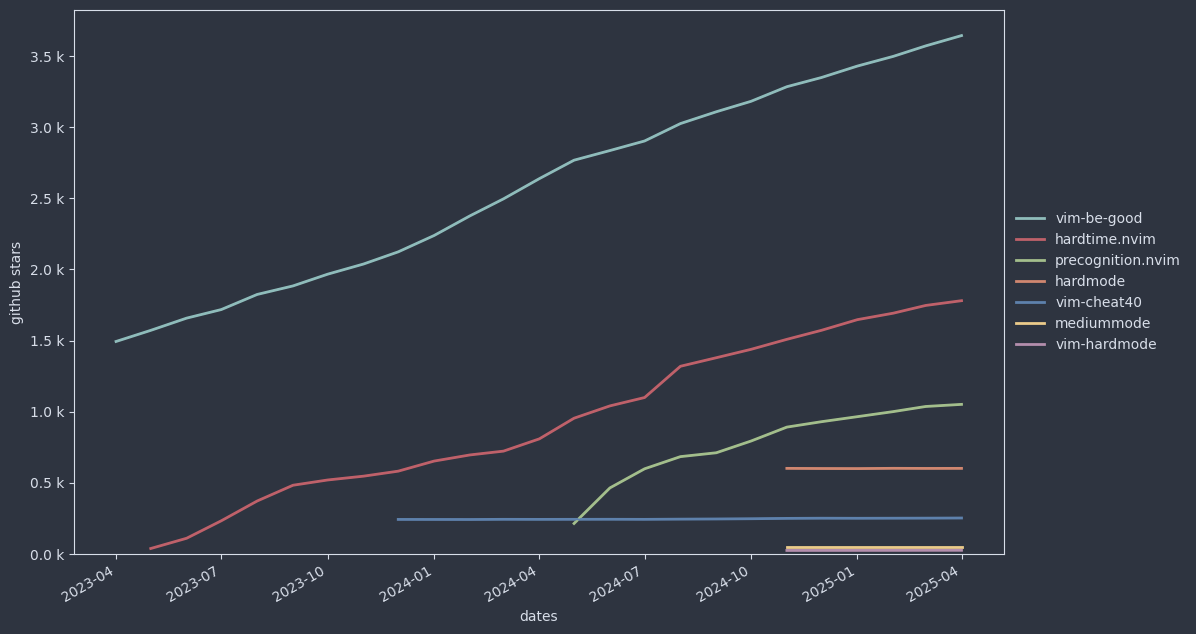 3.5 k
3.0 k
2.5 k
2.0 k
1.5 k
1.0 k
0.5 k
0.0 k
github stars
2023-04
2023-07
2023-10
2024-01
2024-04
2024-07
2024-10
2025-01
2025-04
dates
vim-be-good
hardtime.nvim
precognition.nvim
hardmode
vim-cheat40
mediummode
vim-hardmode